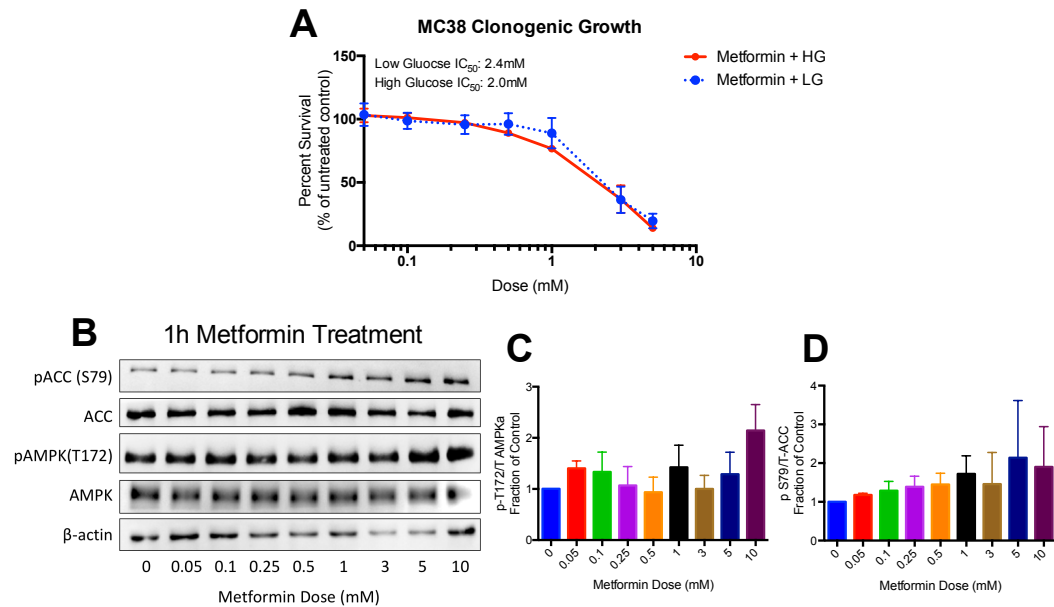 A
MC38 Clonogenic Growth
Low Gluocse IC50: 2.4mM
High Glucose IC50: 2.0mM
Metformin + HG
Metformin + LG
Percent Survival
(% of untreated control)
150
100
50
0
0.1 1 10
Dose (mM)
B
1h Metformin Treatment
pACC (S79)
ACC
pAMPK(T172)
AMPK
β-actin
0 0.05 0.1 0.25 0.5 1 3 5 10
Metformin Dose (mM)
C
p-T172/T AMPKa
Fraction of Control
3
2
1
0
0 0.05 0.1 0.25 0.5 1 3 5 10
Metformin Dose (mM)
D
p S79/T-ACC
Fraction of Control
4
3
2
1
0
0 0.05 0.1 0.25 0.5 1 3 5 10
Metformin Dose (mM)